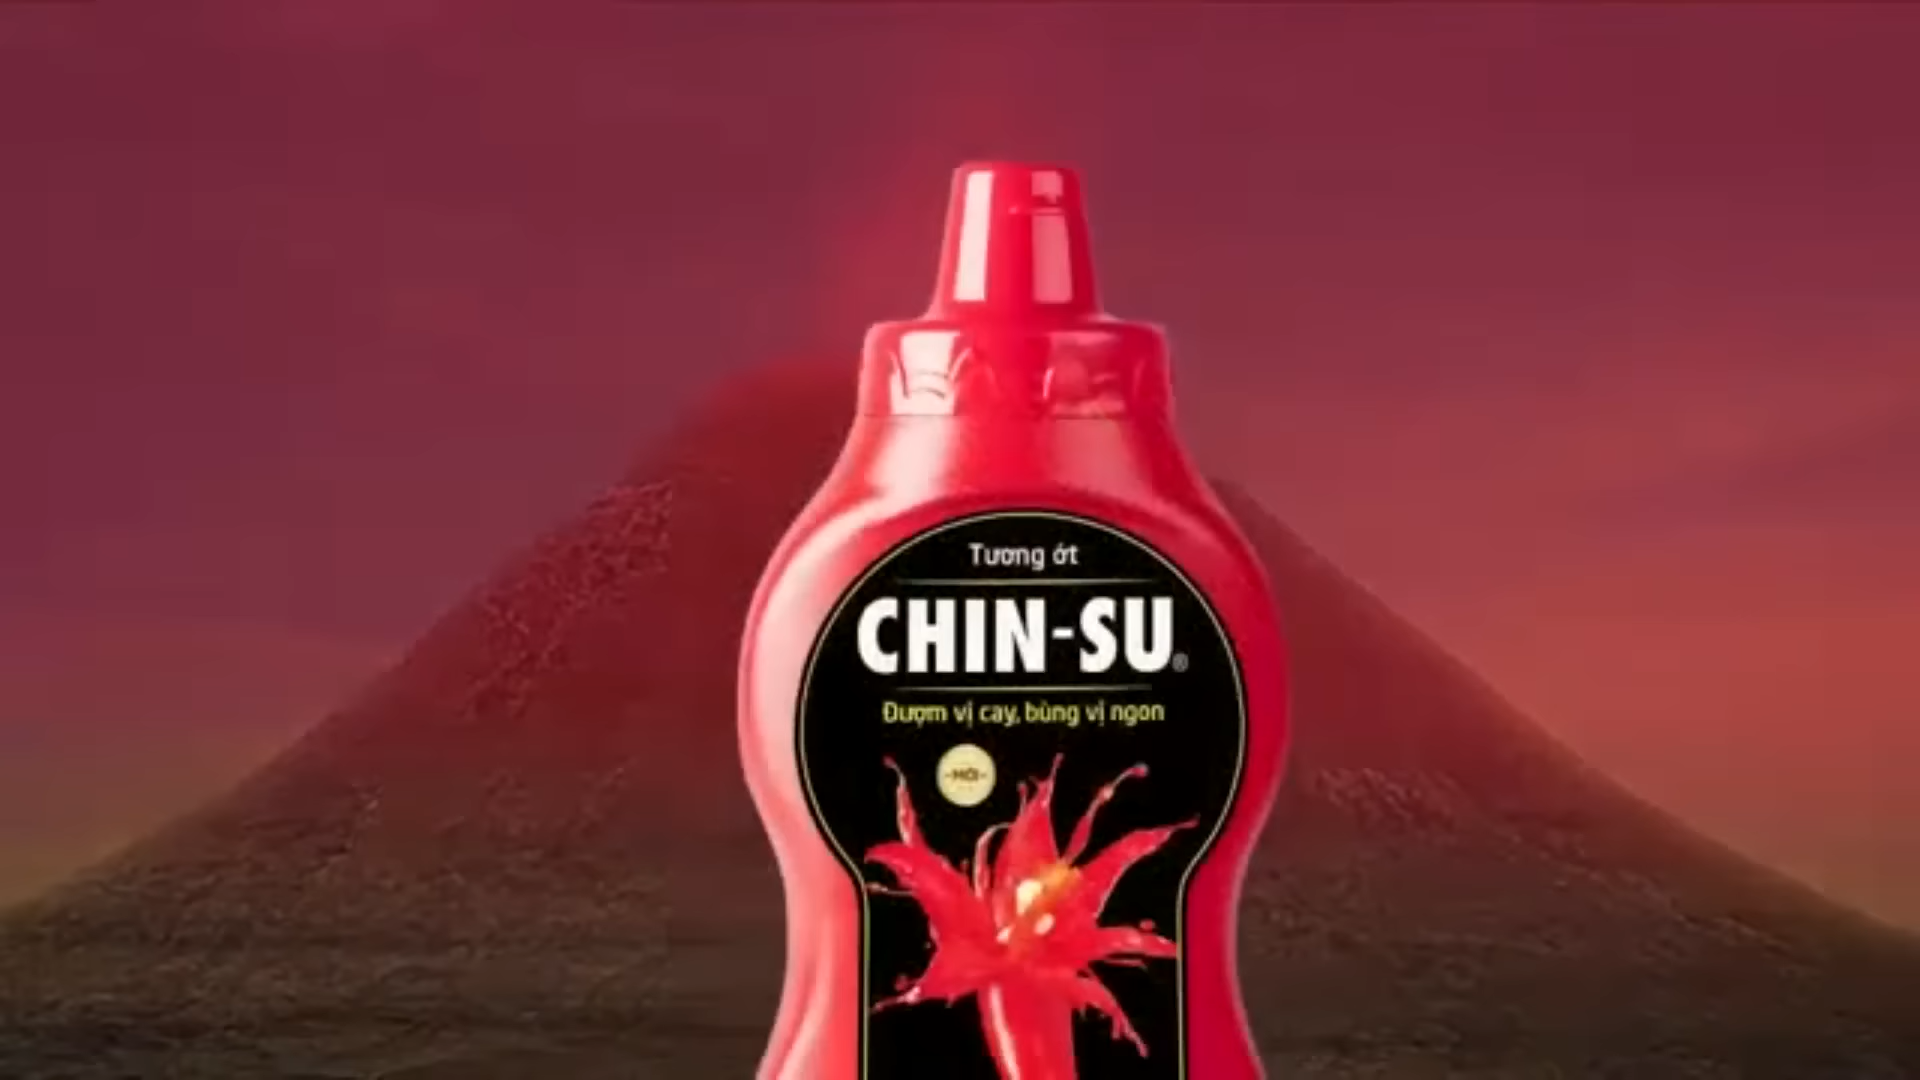 Tương ớt
CHIN-SU®
Đượm vị cay, bùng vị ngon
-MỚI-